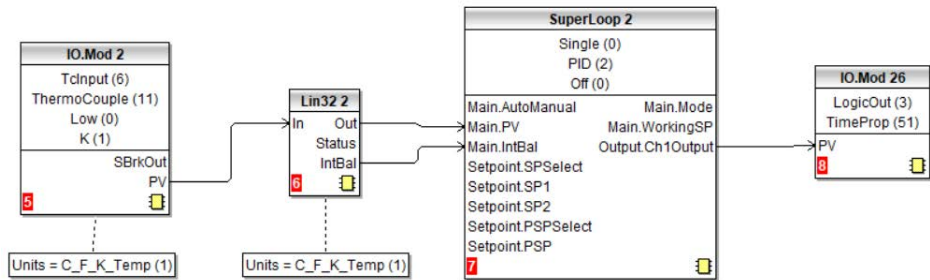 IO.Mod 2
TcInput (6)
ThermoCouple (11)
Low (0)
K (1)
SBrkOut
PV
5
Units = C_F_K_Temp (1)
Lin32 2
In Out
Status
IntBal
6
Units = C_F_K_Temp (1)
SuperLoop 2
Single (0)
PID (2)
Off (0)
Main.AutoManual Main.Mode
Main.PV Main.WorkingSP
Main.IntBal Output.Ch1Output
Setpoint.SPSelect
Setpoint.SP1
Setpoint.SP2
Setpoint.PSPSelect
Setpoint.PSP
7
IO.Mod 26
LogicOut (3)
TimeProp (51)
PV
8